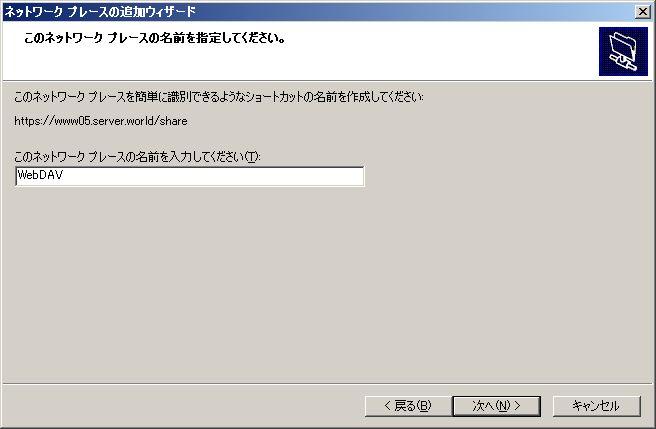 ネットワーク プレースの追加ウィザード
このネットワーク プレースの名前を指定してください。
このネットワーク プレースを簡単に識別できるようなショートカットの名前を作成してください:
https://www05.server.world/share
このネットワーク プレースの名前を入力してください(T):
WebDAV
< 戻る(B) 次へ(N) > キャンセル